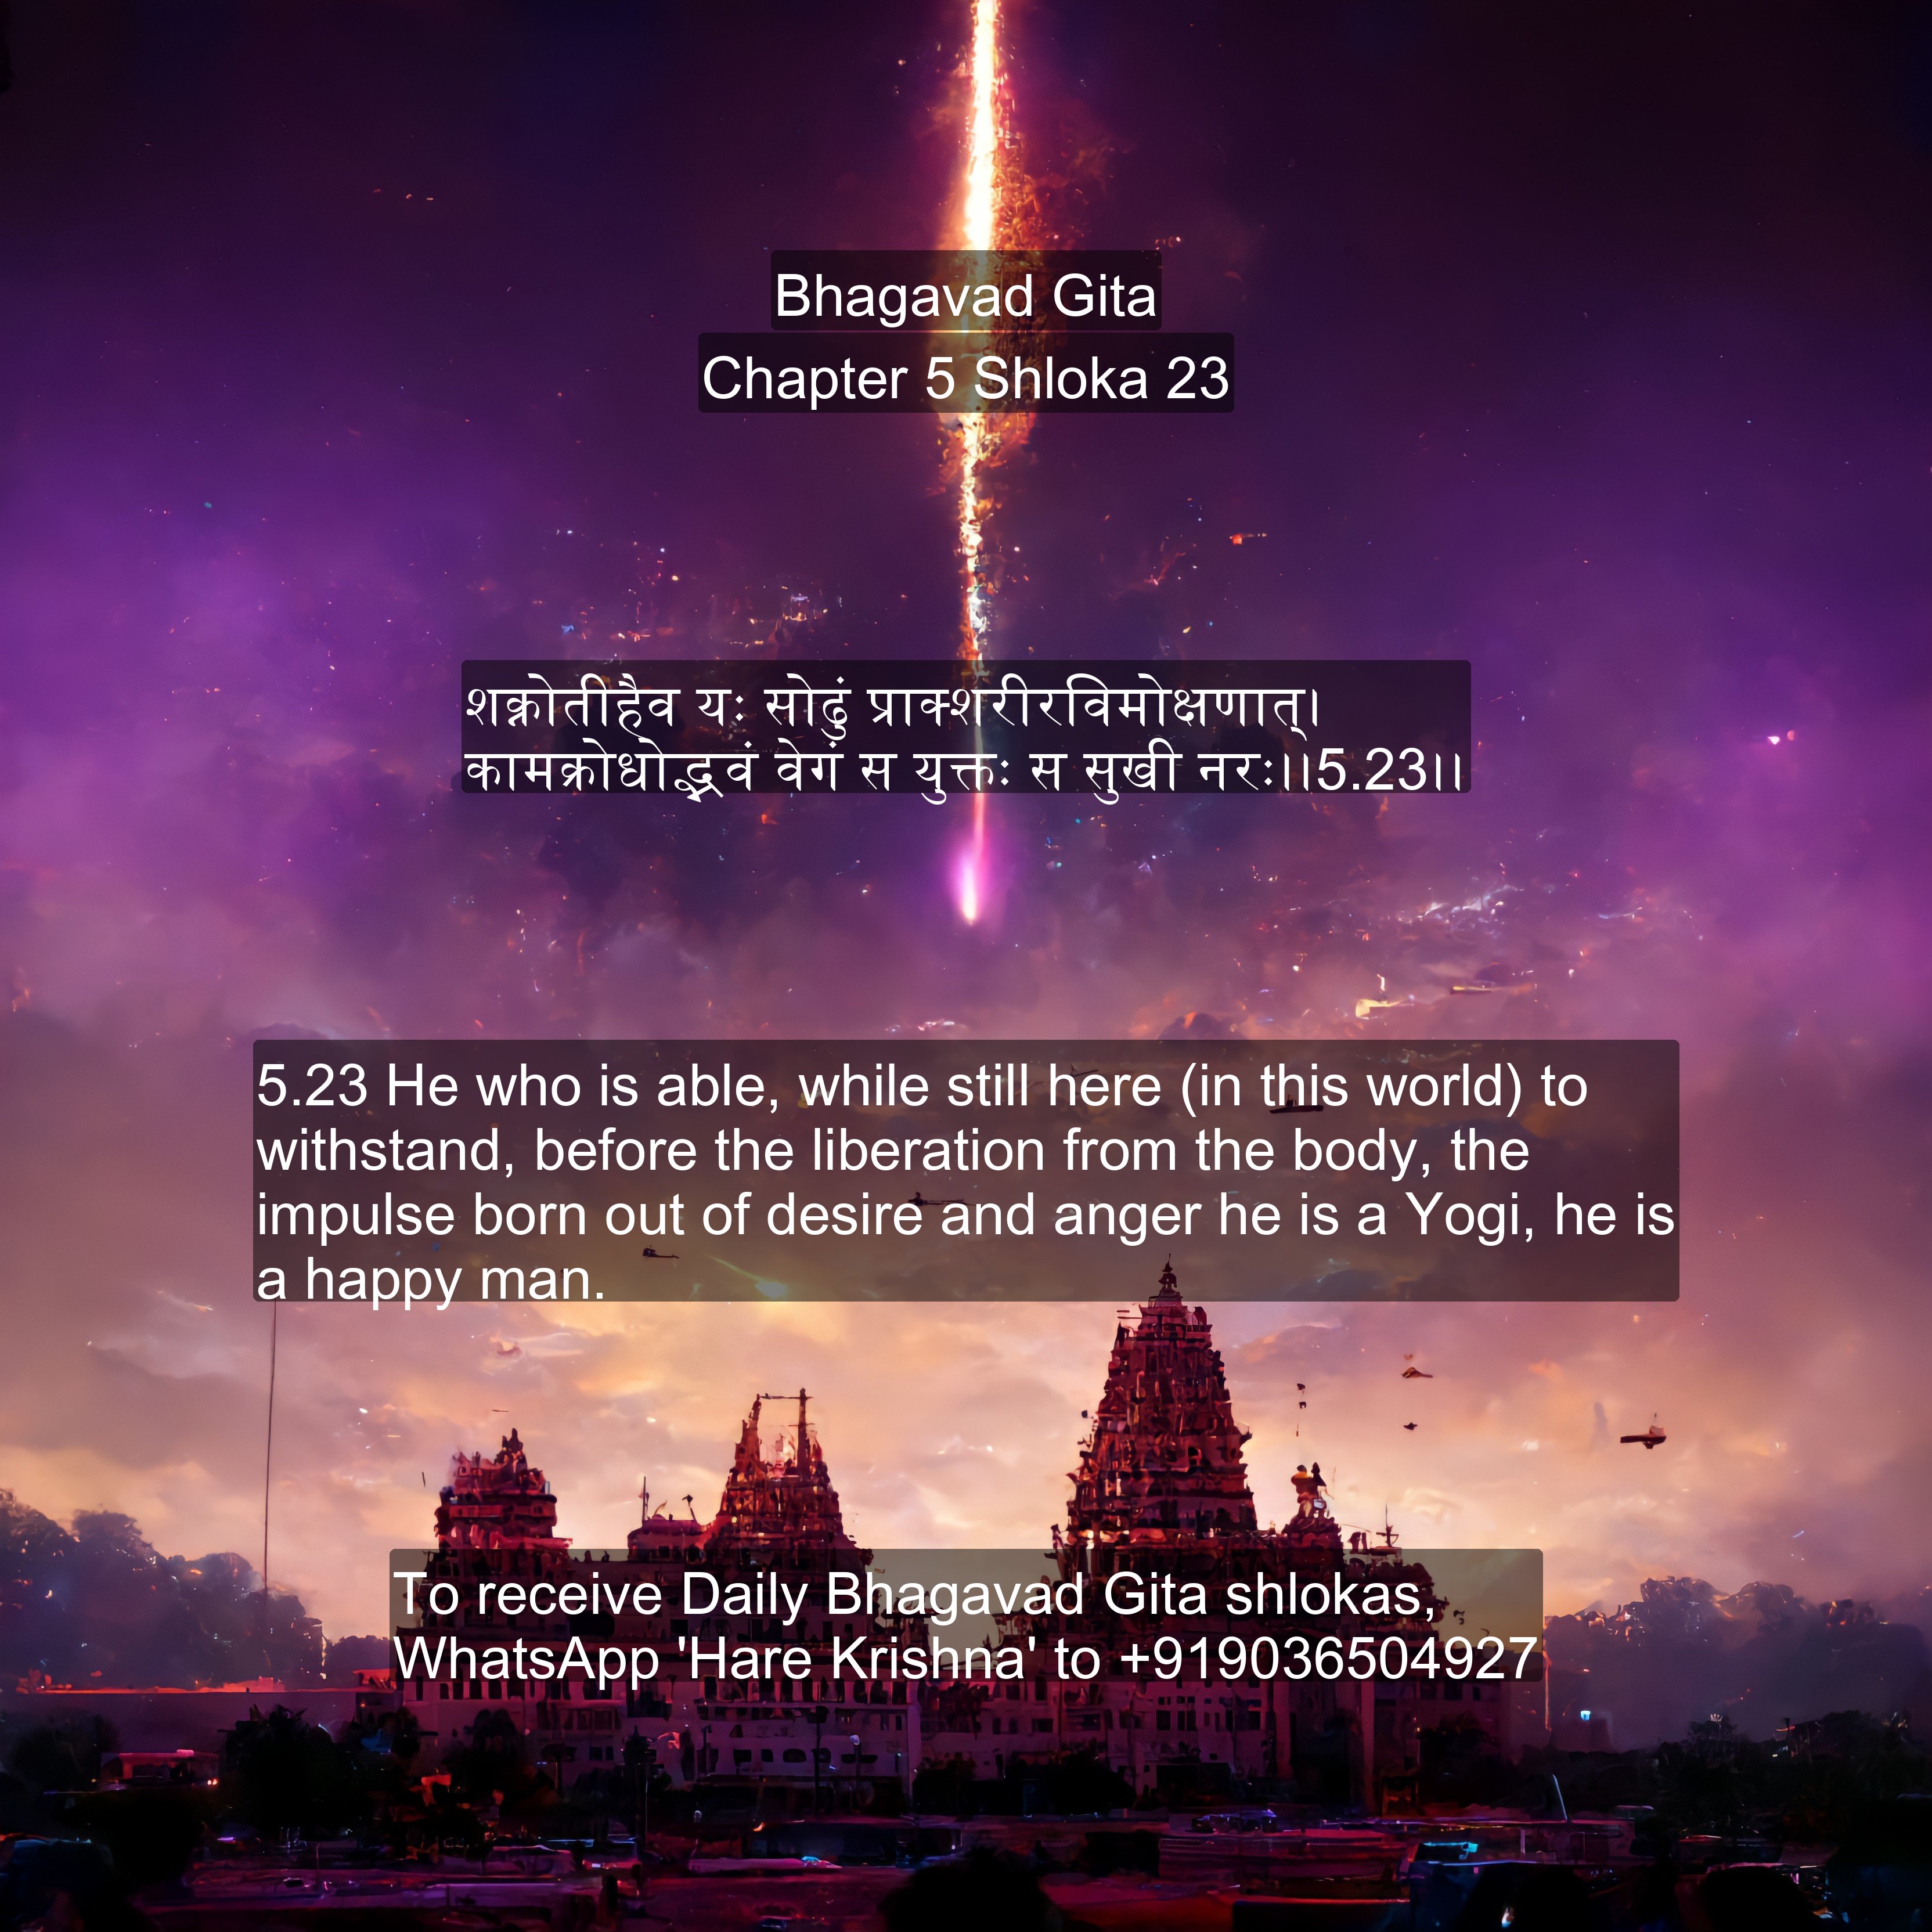 Bhagavad Gita
Chapter 5 Shloka 23
शक्नोतीहैव यः सोढुं प्राक्शरीरविमोक्षणात्।
कामक्रोधोद्भवं वेगं स युक्तः स सुखी नरः।।5.23।।
5.23 He who is able, while still here (in this world) to
withstand, before the liberation from the body, the
impulse born out of desire and anger he is a Yogi, he is
a happy man.
To receive Daily Bhagavad Gita shlokas,
WhatsApp 'Hare Krishna' to +919036504927